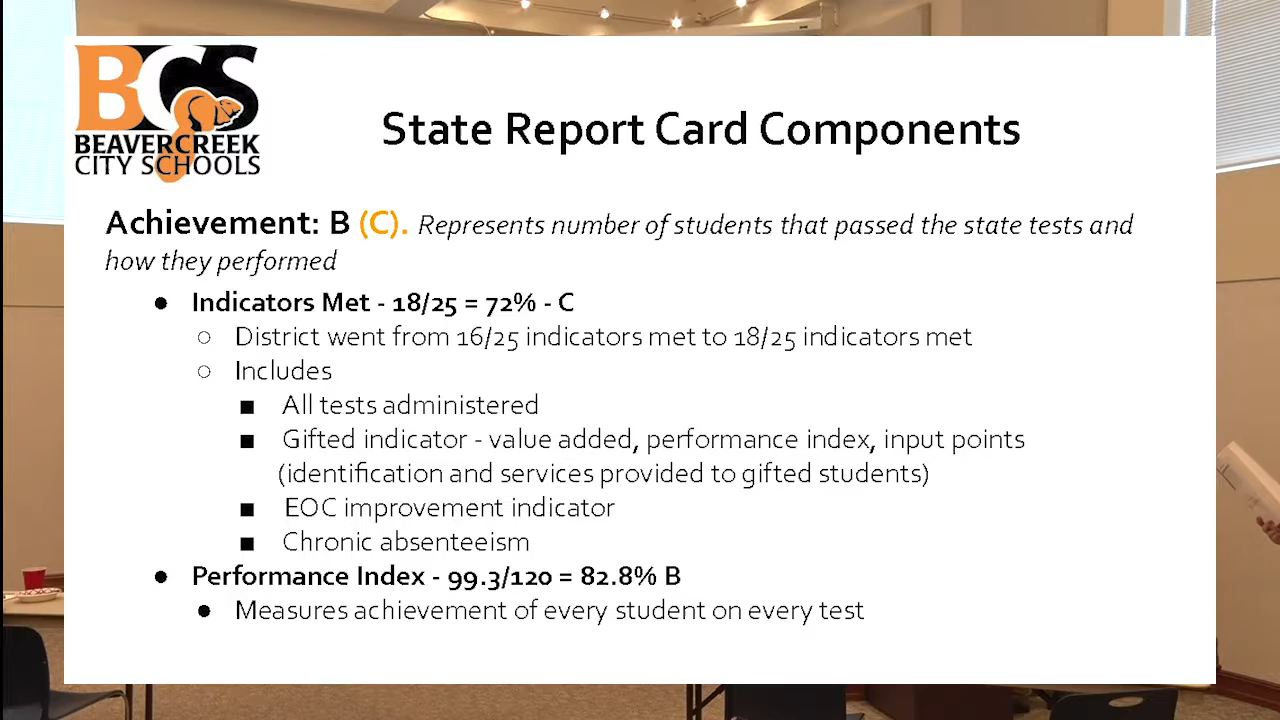 BCS
BEAVERCREEK
CITY SCHOOLS
State Report Card Components
Achievement: B (C). Represents number of students that passed the state tests and
how they performed
● Indicators Met - 18/25 = 72% - C
○ District went from 16/25 indicators met to 18/25 indicators met
○ Includes
■ All tests administered
■ Gifted indicator - value added, performance index, input points
(identification and services provided to gifted students)
■ EOC improvement indicator
■ Chronic absenteeism
● Performance Index - 99.3/120 = 82.8% B
● Measures achievement of every student on every test